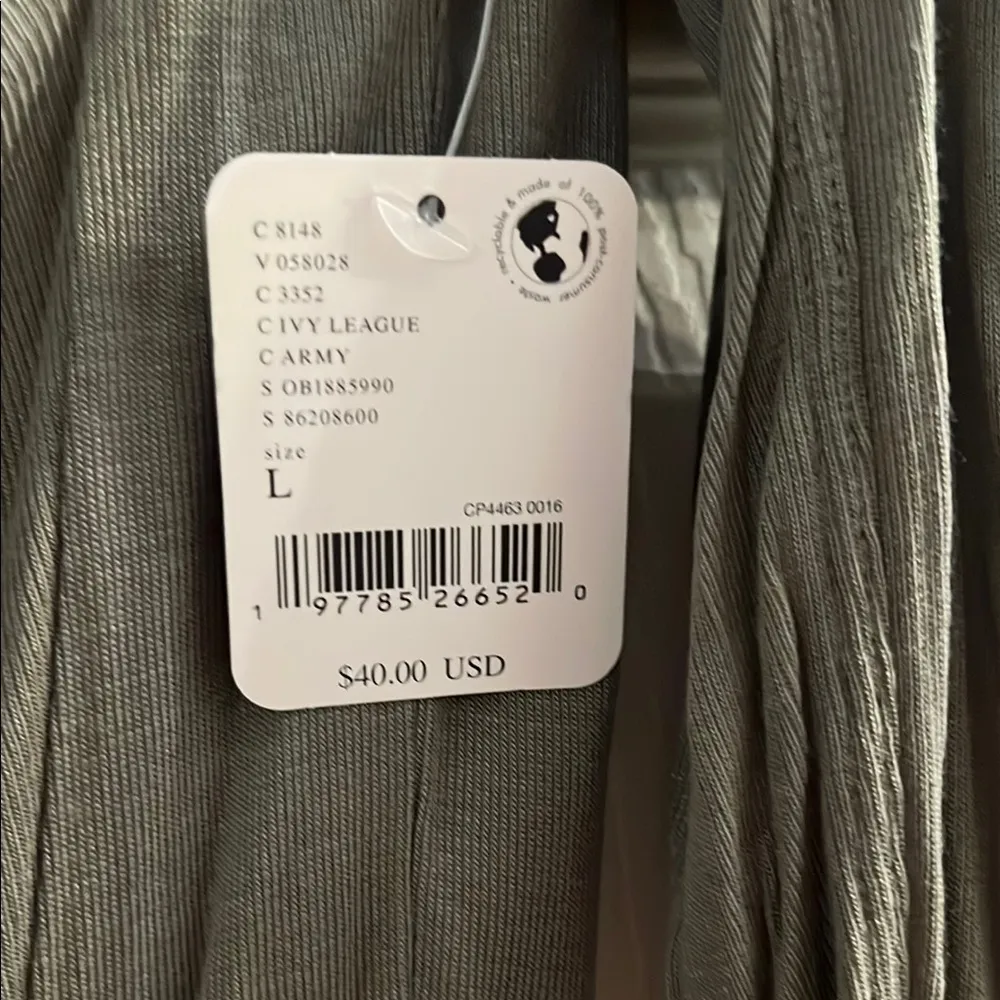 recyclable & made of 100% post-consumer waste •
C 8148
V 058028
C 3352
C IVY LEAGUE
C ARMY
S OB1885990
S 86208600
size
L
CP4463 0016
1 97785 26652 0
$40.00 USD